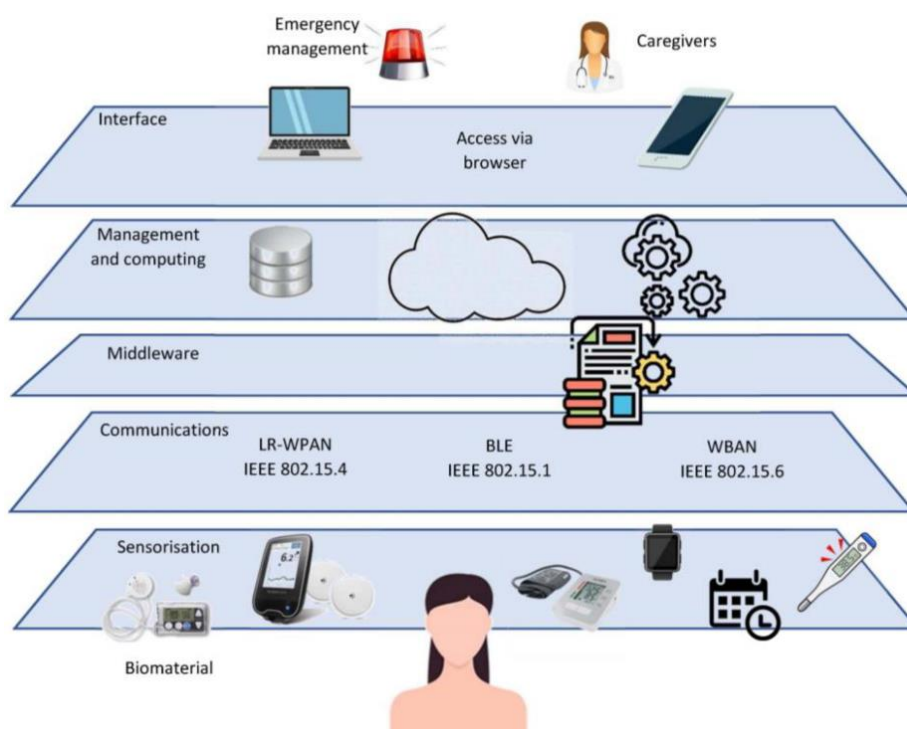 Emergency
management
Caregivers
Interface
Access via
browser
Management
and computing
Middleware
Communications
LR-WPAN
IEEE 802.15.4
BLE
IEEE 802.15.1
WBAN
IEEE 802.15.6
Sensorisation
6.2
Biomaterial